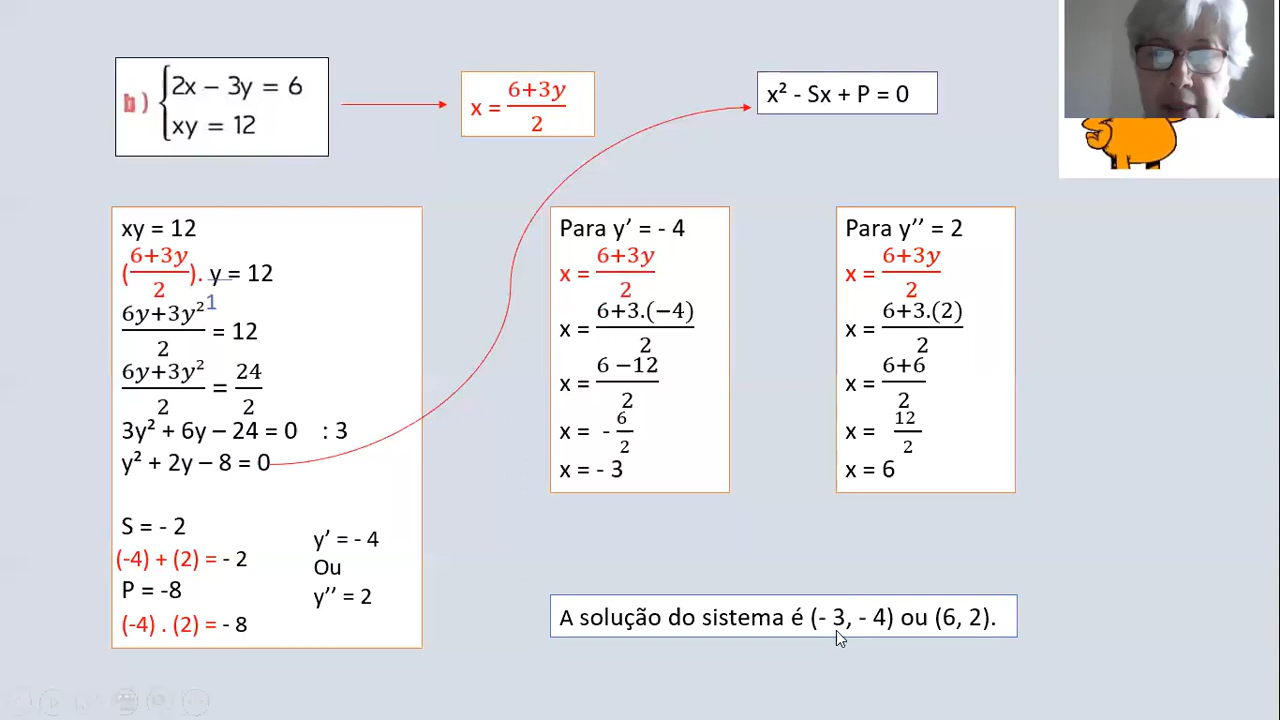 b) { 2x – 3y = 6
xy = 12
x = (6+3y)/2
x² - Sx + P = 0
xy = 12
((6+3y)/2). y = 12
1
(6y+3y²)/2 = 12
(6y+3y²)/2 = 24/2
3y² + 6y – 24 = 0 : 3
y² + 2y – 8 = 0
S = - 2
(-4) + (2) = - 2
P = -8
(-4) . (2) = - 8
y’ = - 4
Ou
y’’ = 2
Para y’ = - 4
x = (6+3y)/2
x = (6+3.(−4))/2
x = (6 −12)/2
x = - 6/2
x = - 3
Para y’’ = 2
x = (6+3y)/2
x = (6+3.(2))/2
x = (6+6)/2
x = 12/2
x = 6
A solução do sistema é (- 3, - 4) ou (6, 2).